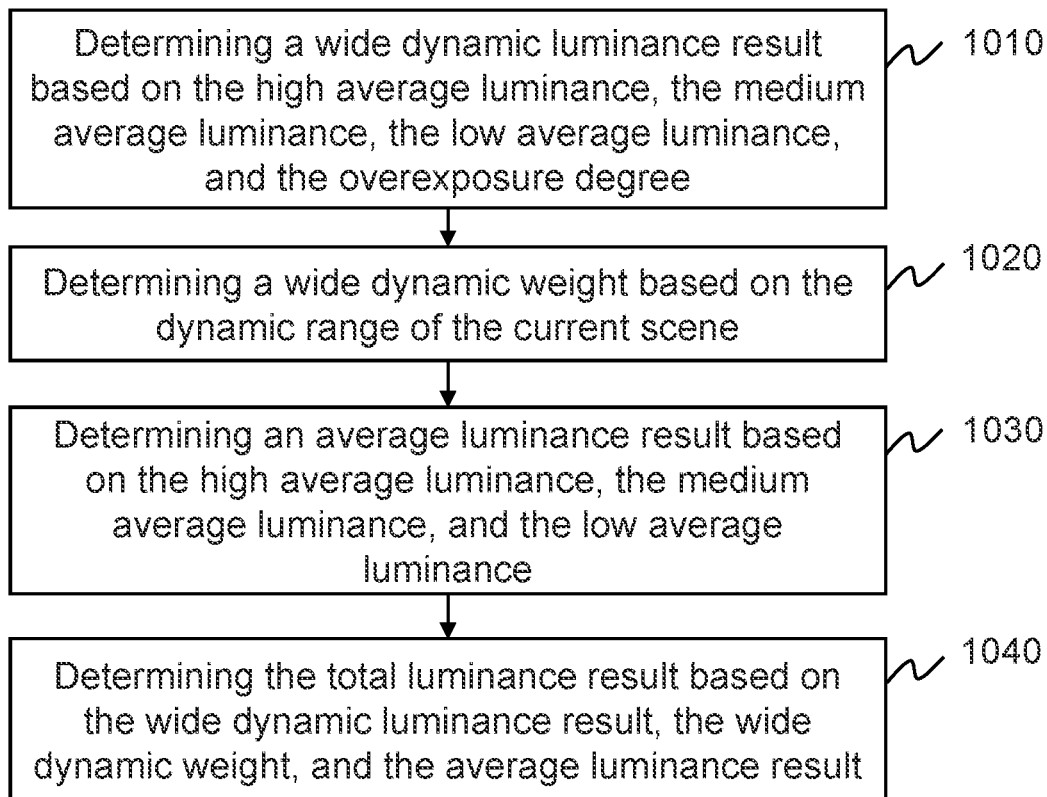 Determining a wide dynamic luminance result
based on the high average luminance, the medium
average luminance, the low average luminance,
and the overexposure degree
1010
Determining a wide dynamic weight based on the
dynamic range of the current scene
1020
Determining an average luminance result based
on the high average luminance, the medium
average luminance, and the low average
luminance
1030
Determining the total luminance result based on
the wide dynamic luminance result, the wide
dynamic weight, and the average luminance result
1040